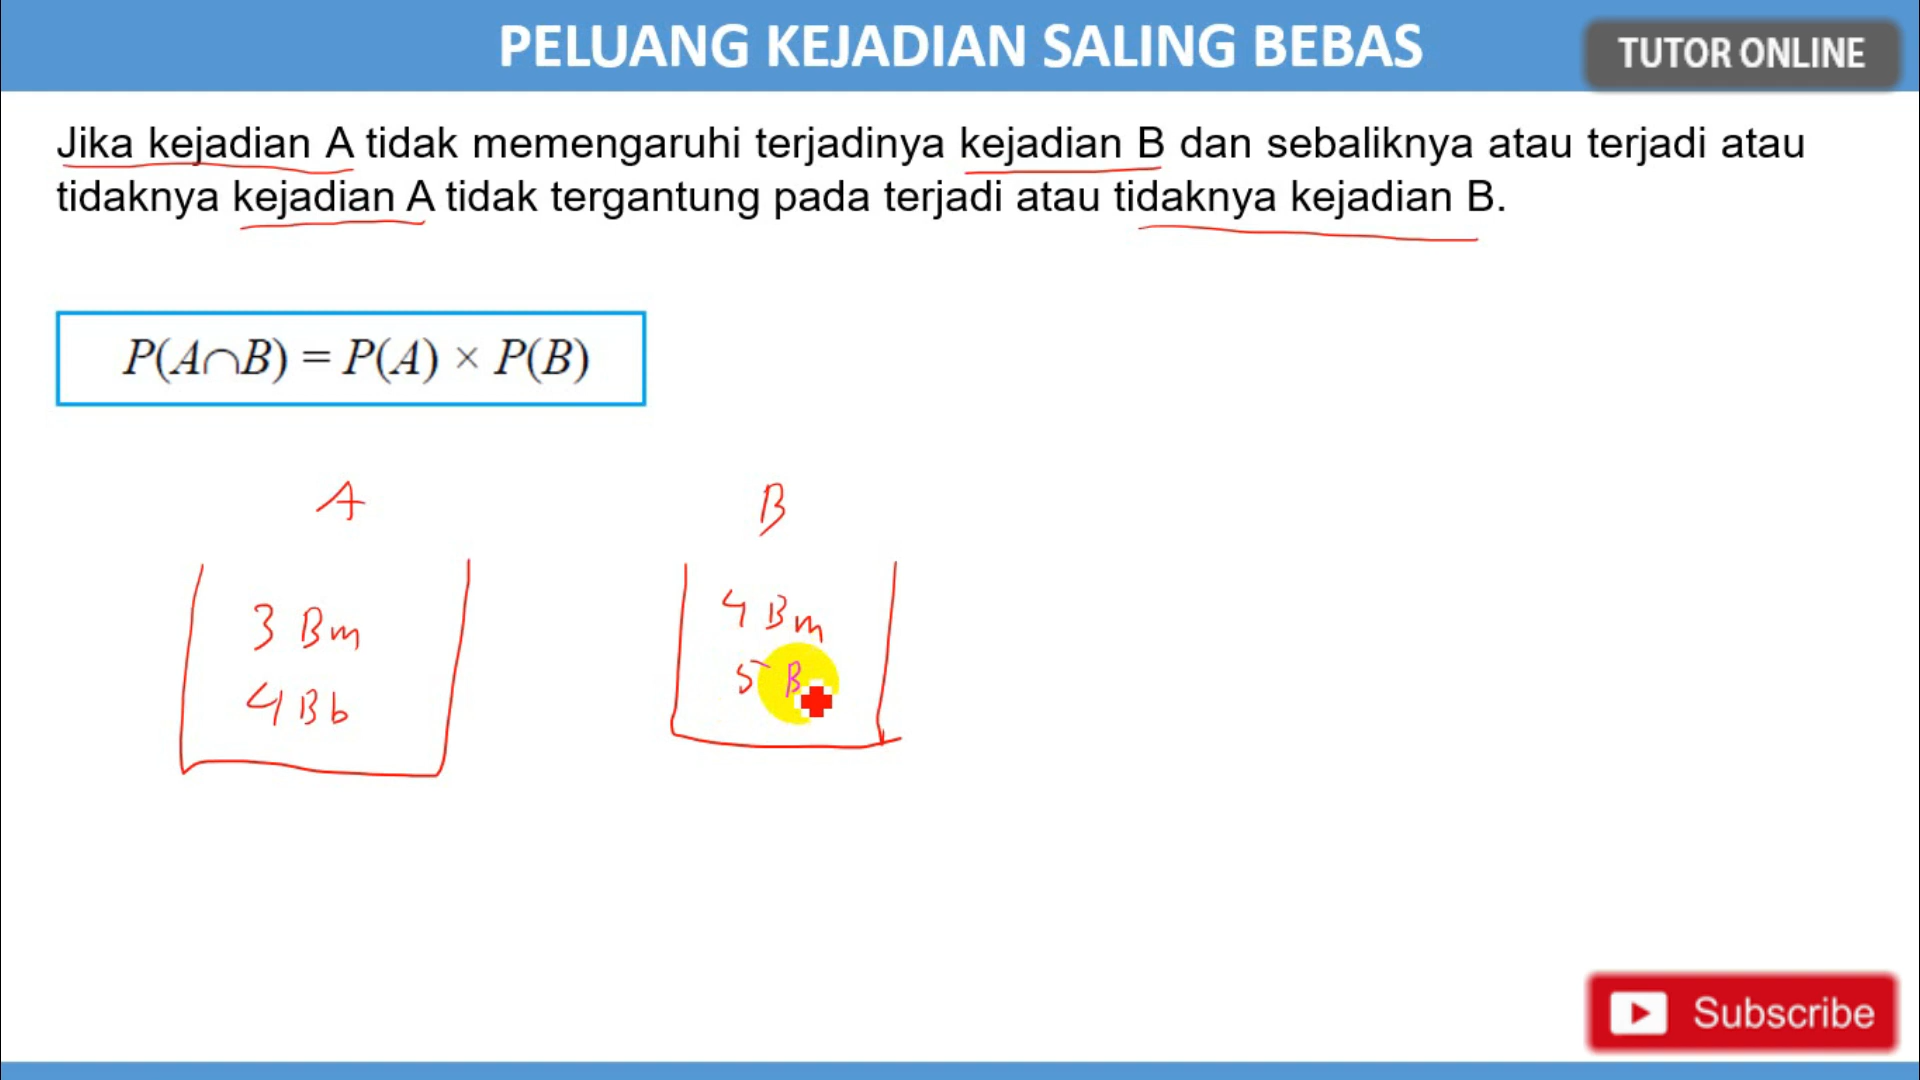 PELUANG KEJADIAN SALING BEBAS
TUTOR ONLINE
Jika kejadian A tidak memengaruhi terjadinya kejadian B dan sebaliknya atau terjadi atau
tidaknya kejadian A tidak tergantung pada terjadi atau tidaknya kejadian B.
P(A∩B) = P(A) × P(B)
A
B
3 Bm
4 Bb
4 Bm
5 B
Subscribe